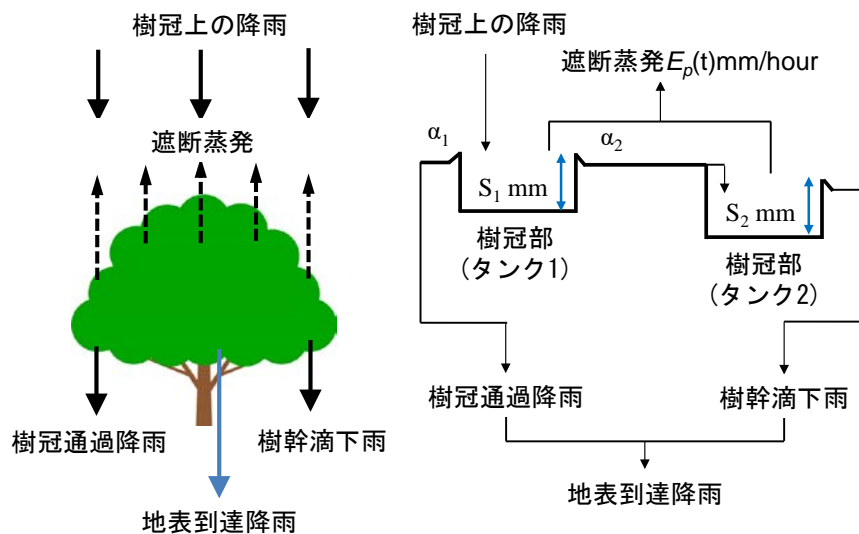 樹冠上の降雨
遮断蒸発
樹冠通過降雨
樹幹滴下雨
地表到達降雨
樹冠上の降雨
遮断蒸発Ep(t)mm/hour
α1
α2
S1 mm
S2 mm
樹冠部
(タンク1)
樹冠部
(タンク2)
樹冠通過降雨
樹幹滴下雨
地表到達降雨